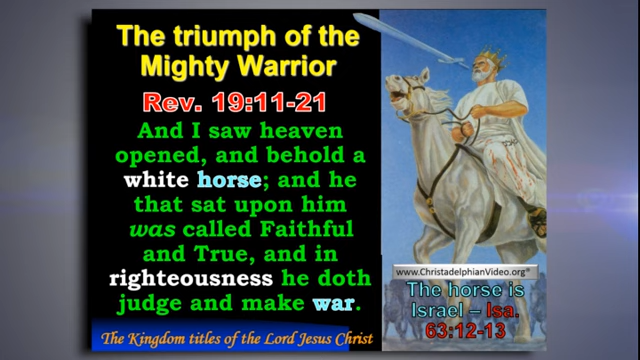 The triumph of the
Mighty Warrior
Rev. 19:11-21
And I saw heaven
opened, and behold a
white horse; and he
that sat upon him
was called Faithful
and True, and in
righteousness he doth
judge and make war.
The Kingdom titles of the Lord Jesus Christ
www.ChristadelphianVideo.org®
The horse is
Israel – Isa.
63:12-13